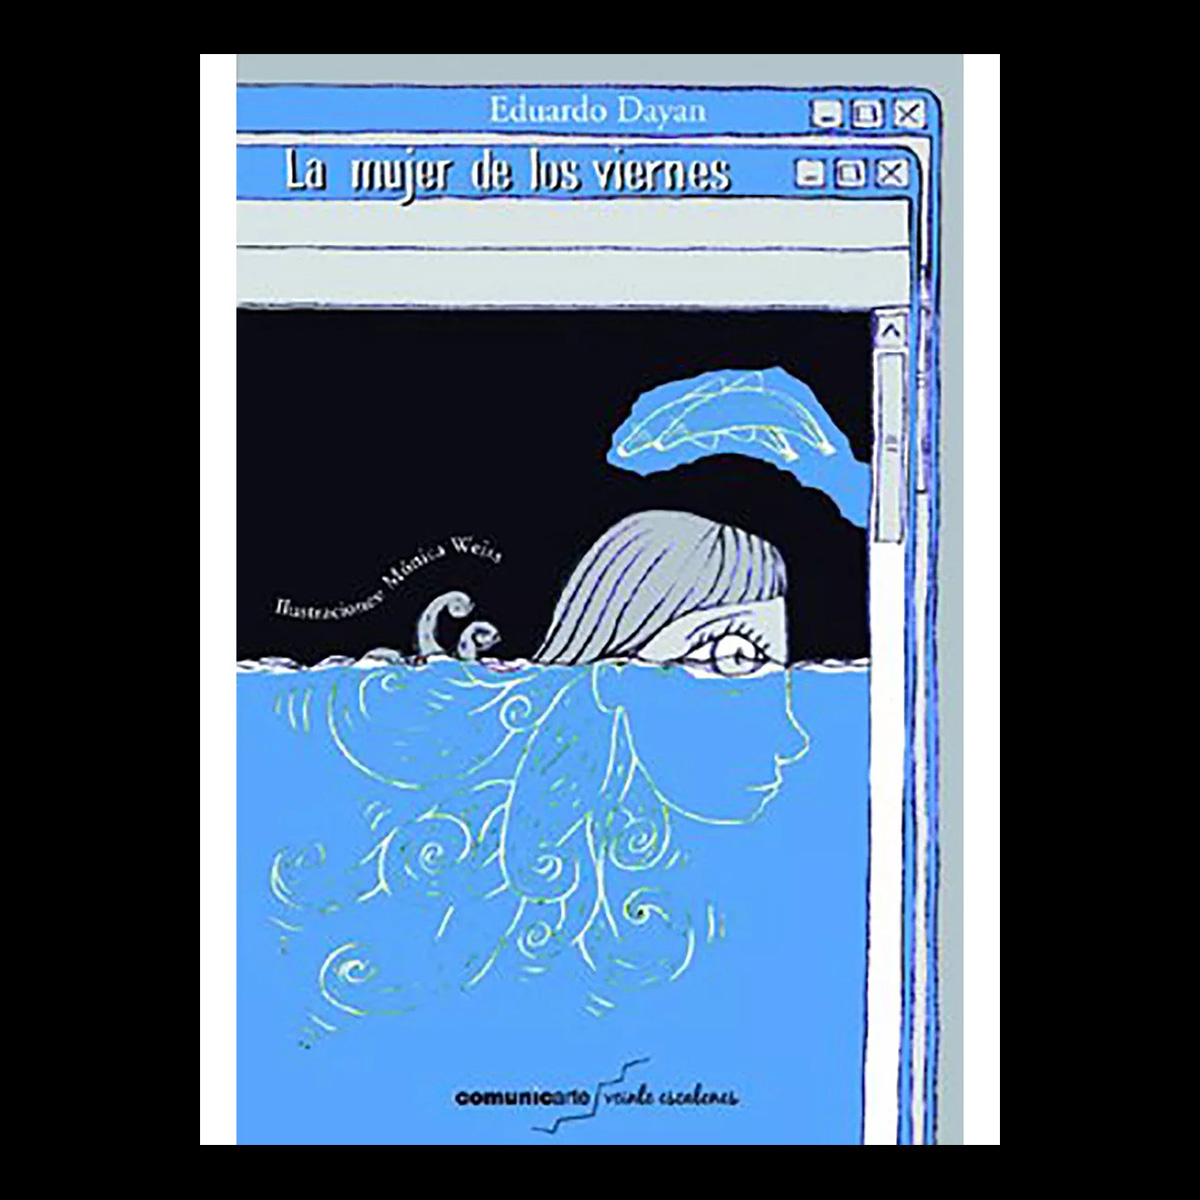 Eduardo Dayan
La mujer de los viernes
Ilustraciones: Mónica Weiss
comunicarte veinte escalones